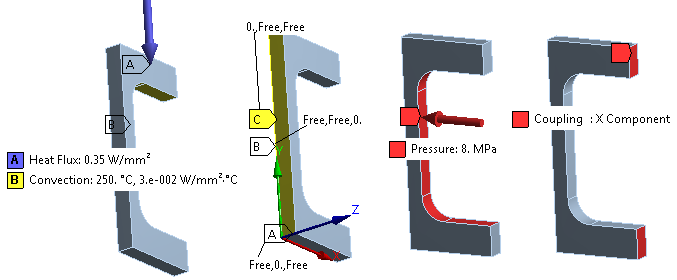 A
B
A Heat Flux: 0.35 W/mm²
B Convection: 250. °C, 3.e-002 W/mm²·°C
0.,Free,Free
C
Free,Free,0.
B
Y
Z
A
Free,0.,Free
Pressure: 8. MPa
Coupling : X Component